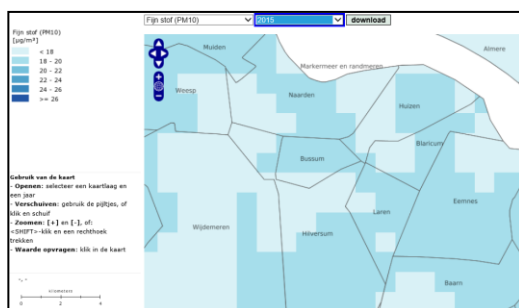 Fijn stof (PM10) 2015 download
Fijn stof (PM10)
[µg/m³]
< 18
18 - 20
20 - 22
22 - 24
24 - 26
>= 26
Muiden
Almere
Markermeer en randmeren
Weesp
Naarden
Huizen
Blaricum
Bussum
Eemnes
Laren
Wijdemeren
Hilversum
Baarn
Gebruik van de kaart
- Openen: selecteer een kaartlaag en
een jaar
- Verschuiven: gebruik de pijltjes, of
klik en schuif
- Zoomen: [+] en [-], of:
<SHIFT>-klik en een rechthoek
trekken
- Waarde opvragen: klik in de kaart
kilometers
0 2 4